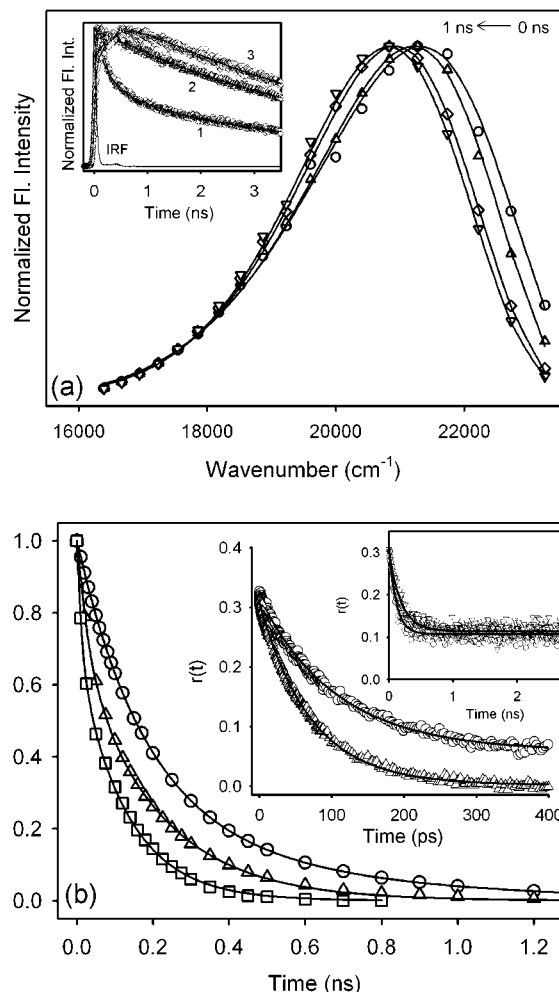 1 ns ← 0 ns
Normalized Fl. Intensity
Normalized Fl. Int.
3
2
1
IRF
0 1 2 3
Time (ns)
(a)
16000 18000 20000 22000
Wavenumber (cm⁻¹)
1.0
0.8
0.6
0.4
0.2
0.0
(b)
0.0 0.2 0.4 0.6 0.8 1.0 1.2
Time (ns)
0.4
0.3
0.2
0.1
0.0
r(t)
0 100 200 300 400
Time (ps)
0.3
0.2
0.1
0.0
r(t)
0 1 2
Time (ns)